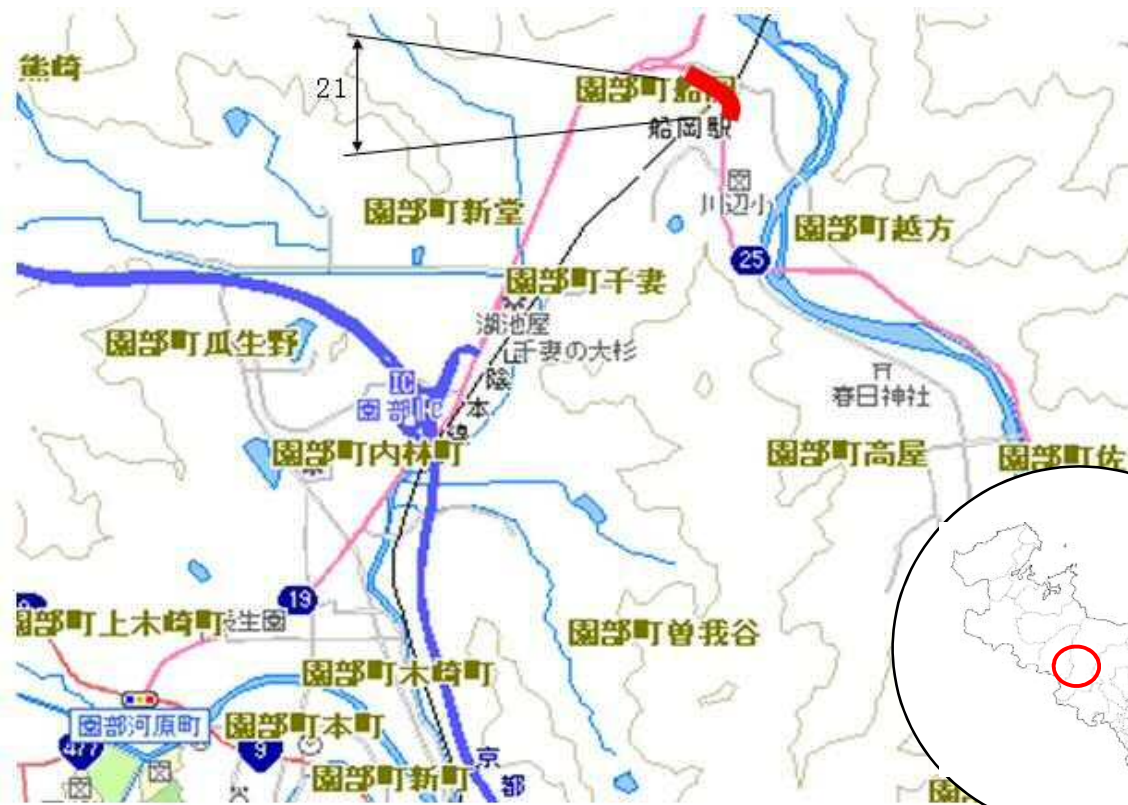 熊崎
21
園部町船岡
船岡駅
川辺小
園部町新堂
園部町越方
25
園部町千妻
湖池屋
千妻の大杉
山陰本線
園部町瓜生野
IC
園部IC
春日神社
園部町内林町
園部町高屋
園部町佐
19
9
園部町上木崎町
生園
園部町曽我谷
園部町木崎町
園部河原町
園部町本町
477
9
園部町新町
京都